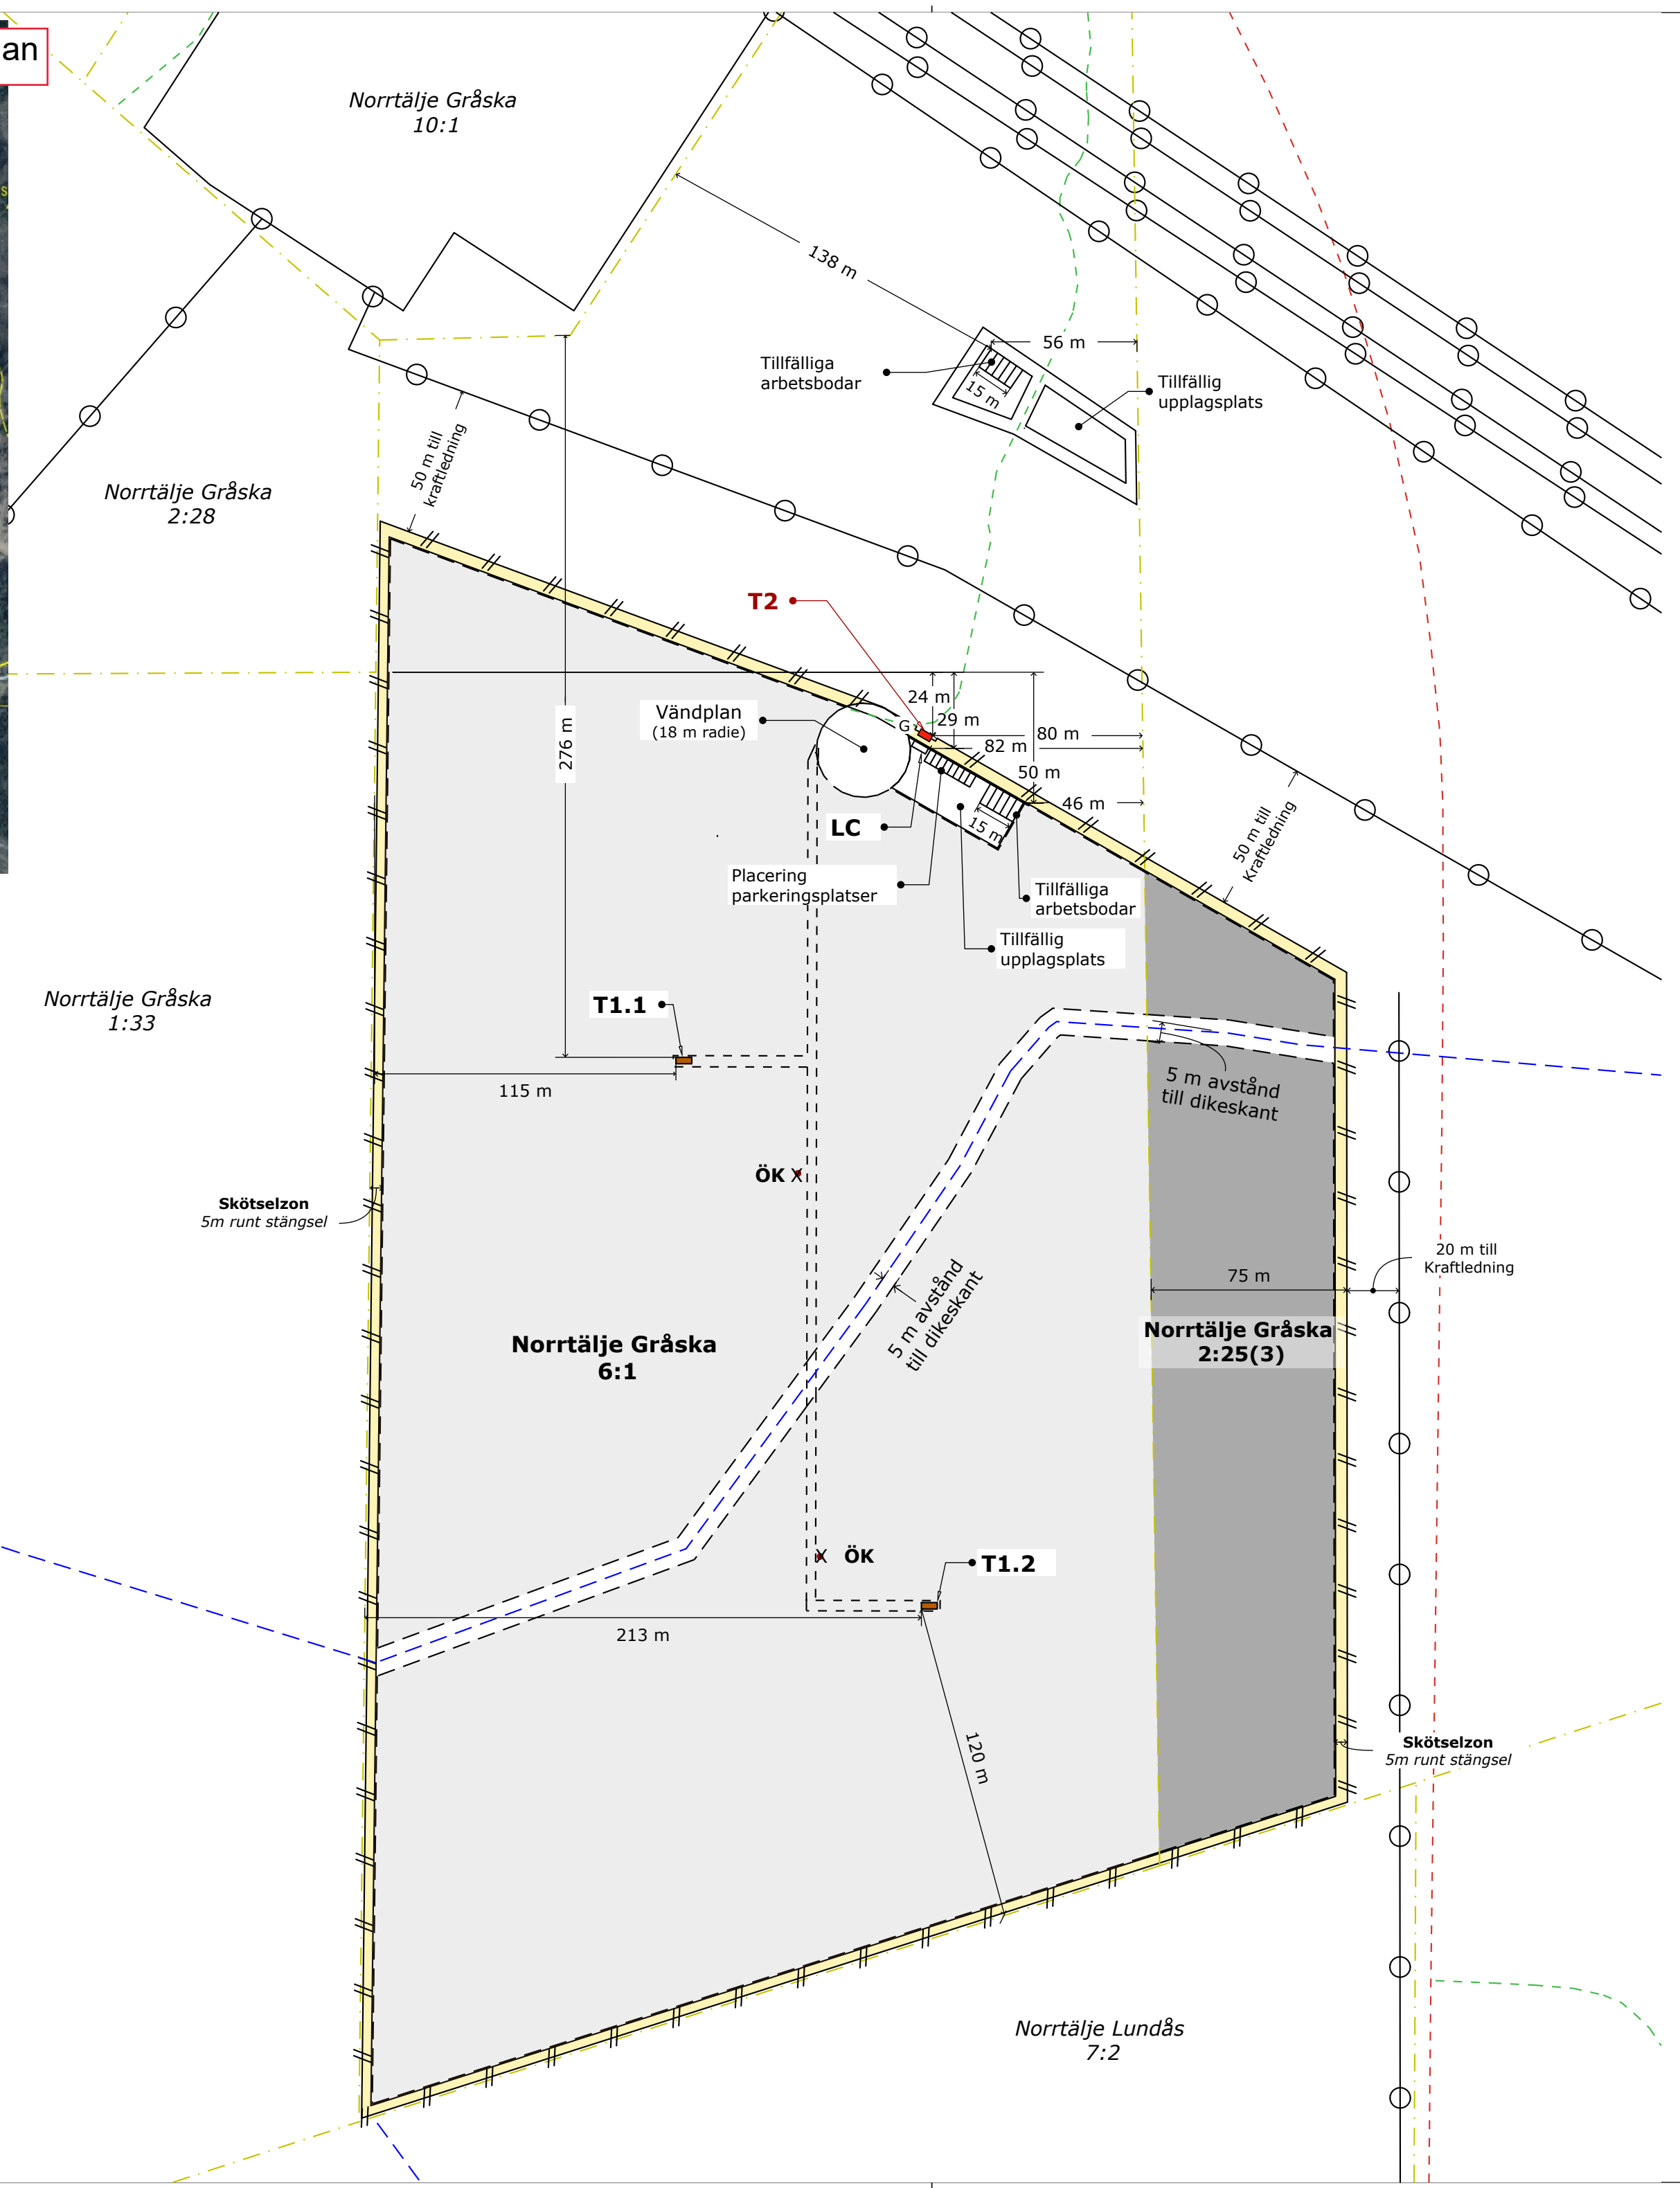 an
Norrtälje Gråska
10:1
138 m
56 m
Tillfälliga
arbetsbodar
15 m
Tillfällig
upplagsplats
50 m till
kraftledning
Norrtälje Gråska
2:28
T2
24 m
29 m
Vändplan
(18 m radie)
G
80 m
82 m
276 m
50 m
46 m
15 m
LC
50 m till
Kraftledning
Placering
parkeringsplatser
Tillfälliga
arbetsbodar
Tillfällig
upplagsplats
Norrtälje Gråska
1:33
T1.1
115 m
5 m avstånd
till dikeskant
ÖK X
Skötselzon
5m runt stängsel
20 m till
Kraftledning
75 m
5 m avstånd
till dikeskant
Norrtälje Gråska
6:1
Norrtälje Gråska
2:25(3)
X ÖK
T1.2
213 m
120 m
Skötselzon
5m runt stängsel
Norrtälje Lundås
7:2